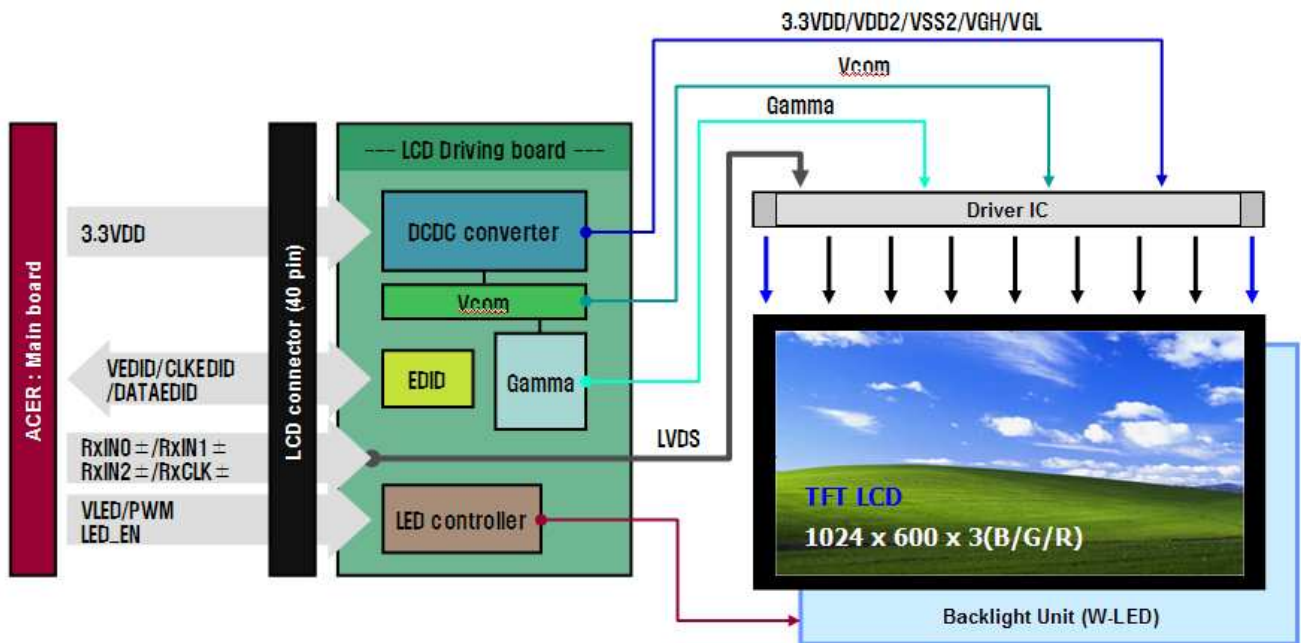 3.3VDD/VDD2/VSS2/VGH/VGL
Vcom
Gamma
ACER : Main board
LCD connector (40 pin)
--- LCD Driving board ---
3.3VDD
DCDC converter
Driver IC
Vcom
VEDID/CLKEDID
/DATAEDID
EDID
Gamma
RxIN0 ±/RxIN1 ±
RxIN2 ±/RxCLK ±
LVDS
VLED/PWM
LED_EN
LED controller
TFT LCD
1024 x 600 x 3(B/G/R)
Backlight Unit (W-LED)